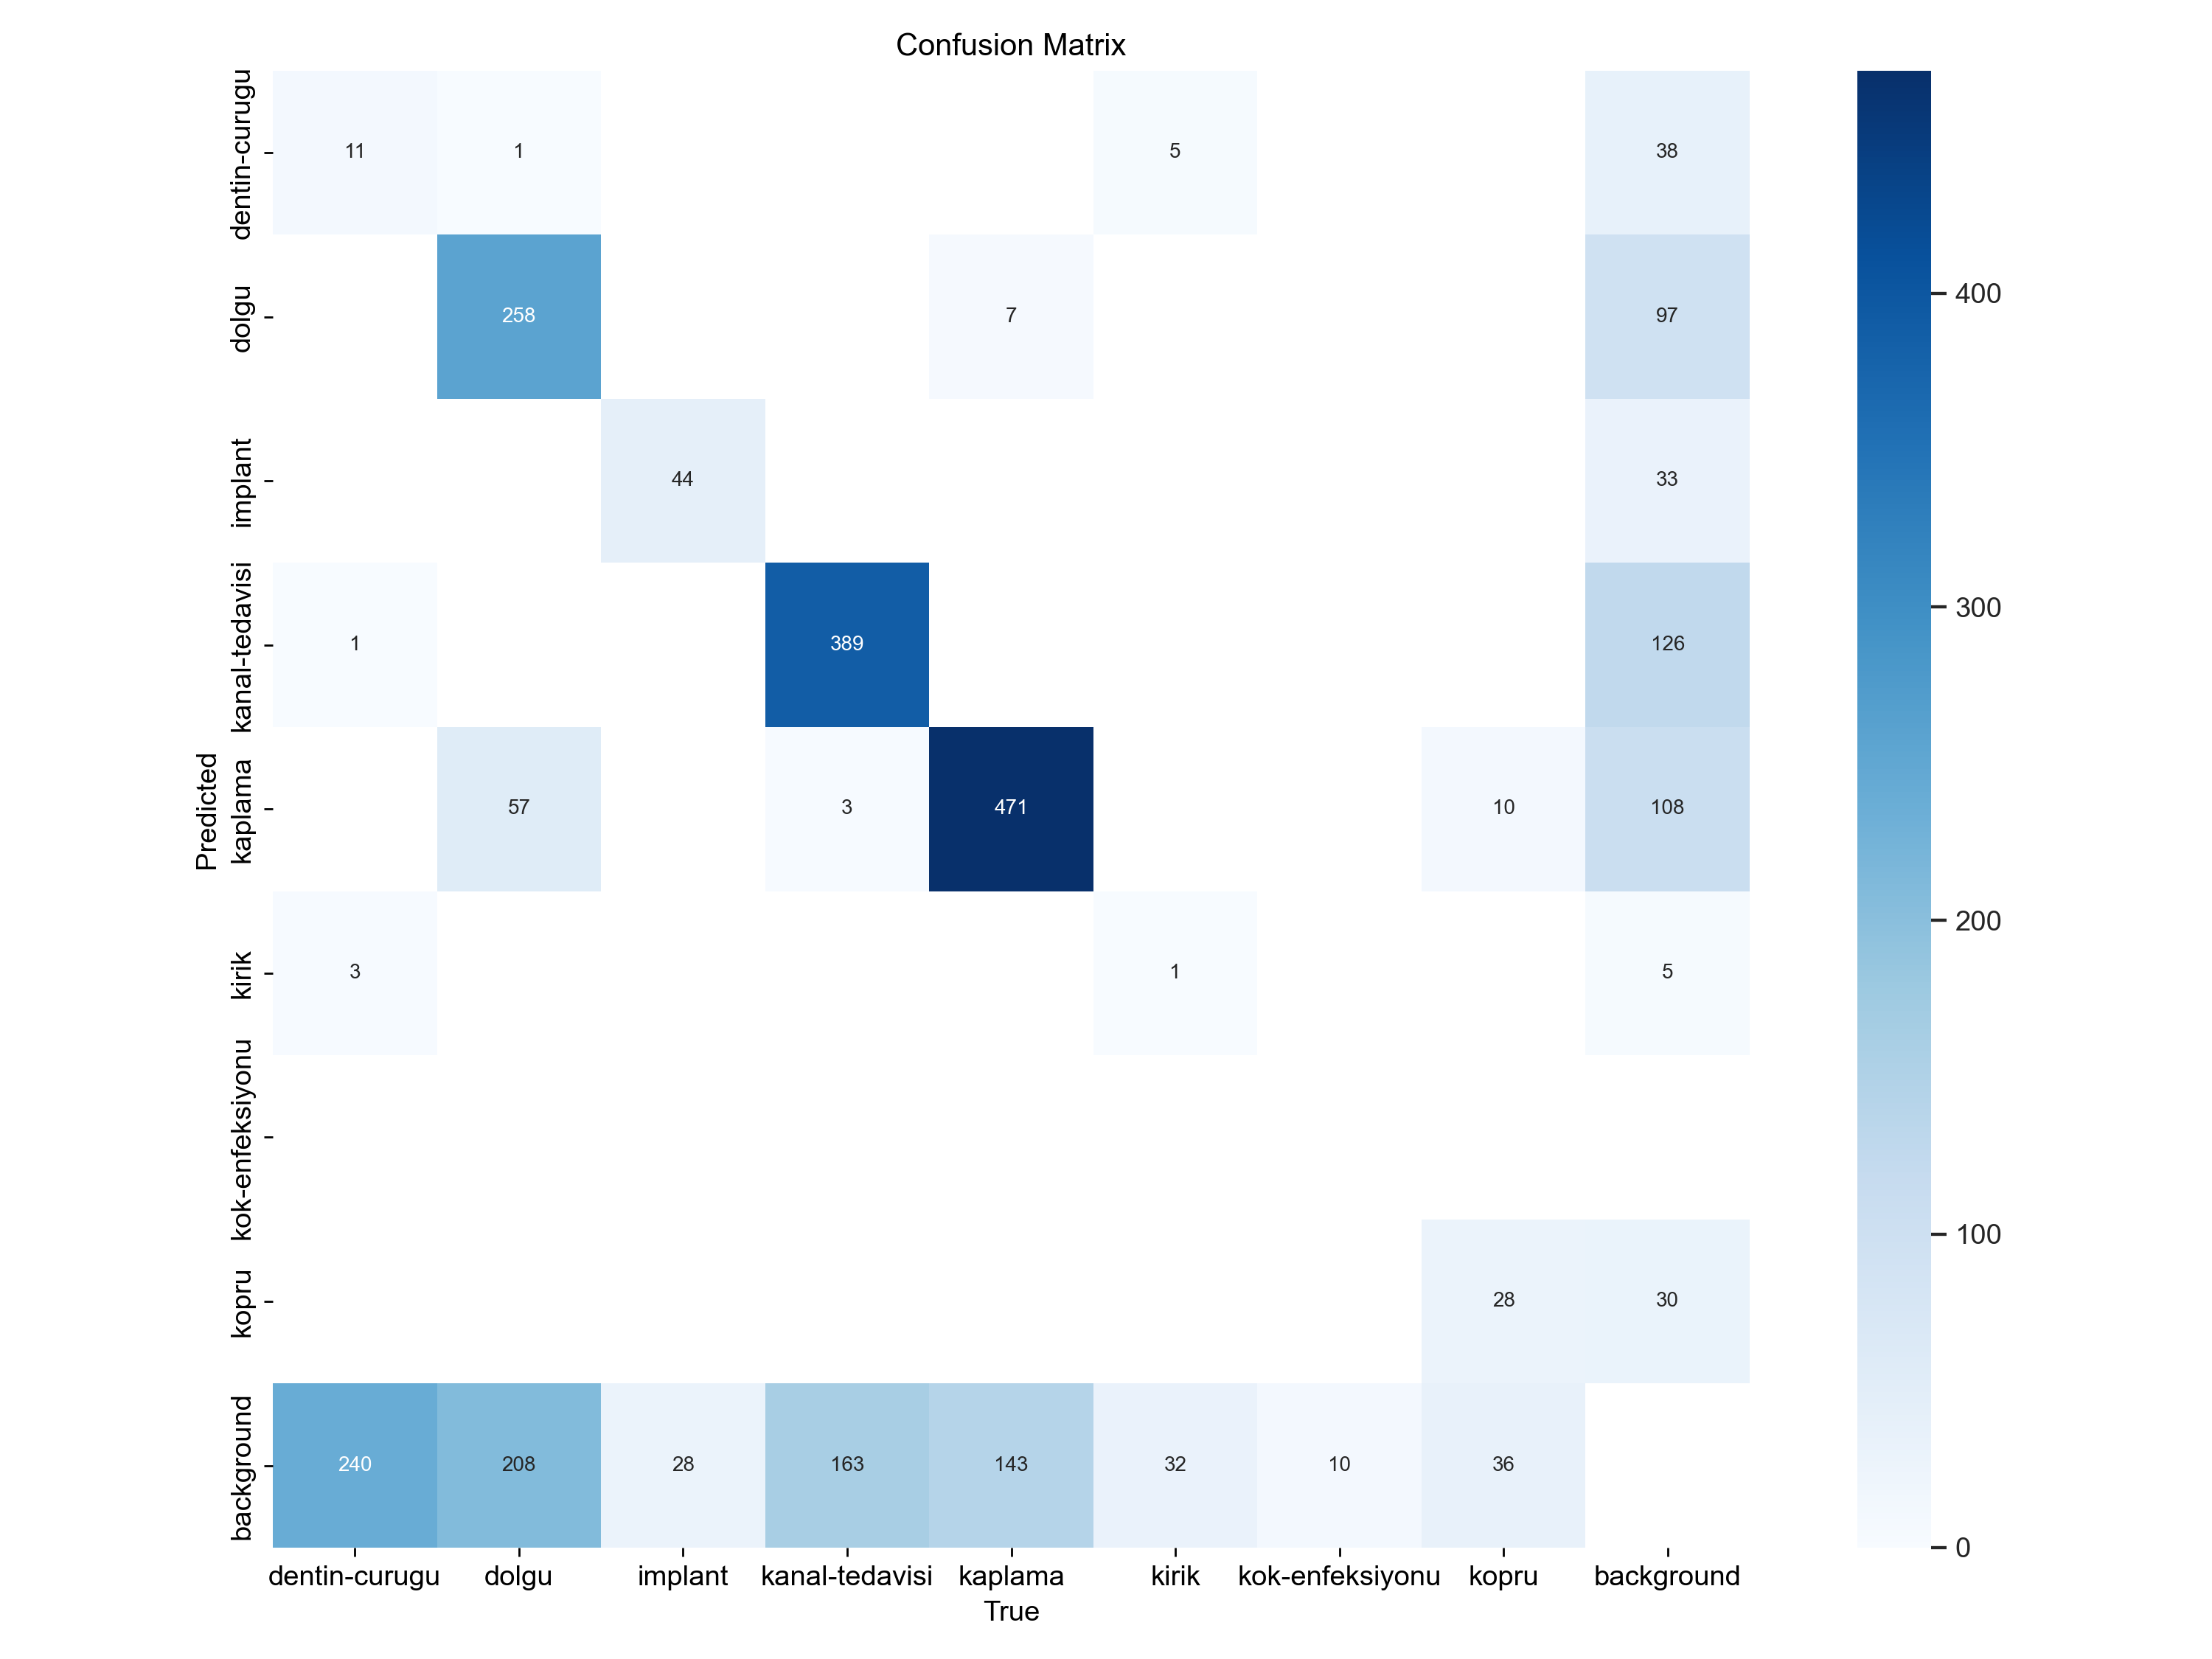 Confusion Matrix
dentin-curugu
11
1
5
38
dolgu
258
7
97
400
implant
44
33
kanal-tedavisi
1
389
126
300
Predicted
kaplama
57
3
471
10
108
kirik
3
1
5
200
kok-enfeksiyonu
kopru
28
30
100
background
240
208
28
163
143
32
10
36
0
dentin-curugu dolgu implant kanal-tedavisi kaplama kirik kok-enfeksiyonu kopru background
True